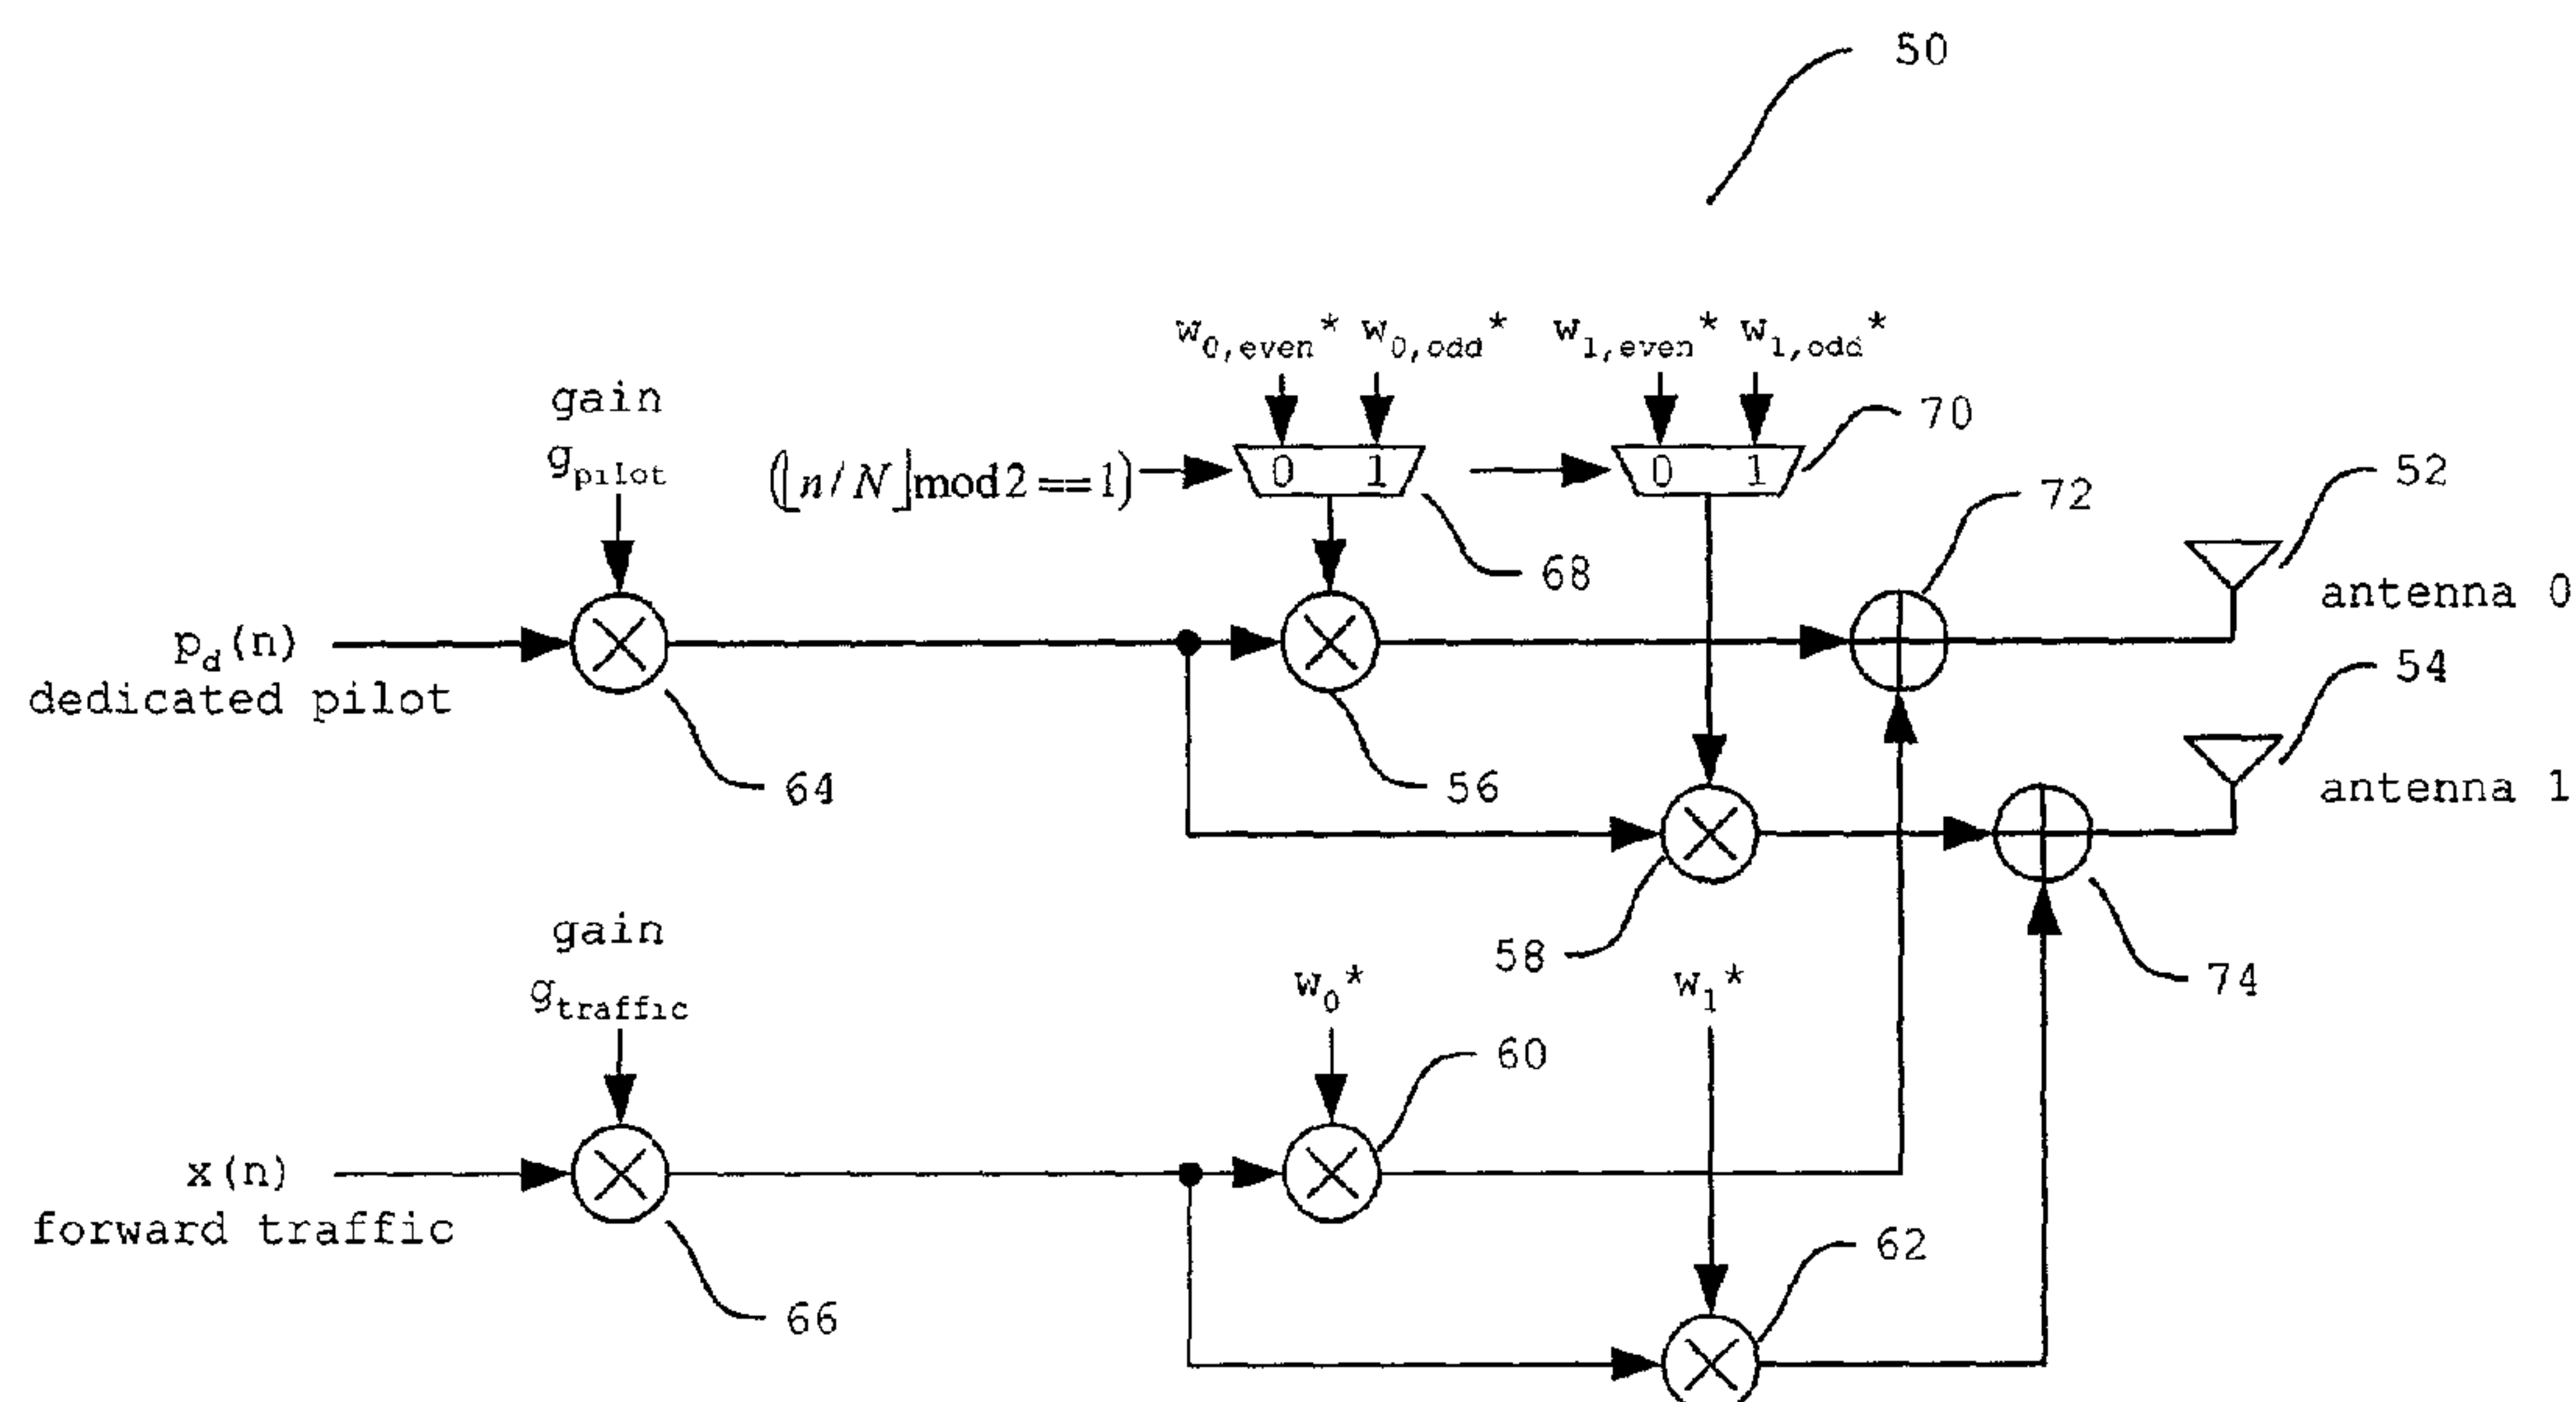 50
w0,even* w0,odd* w1,even* w1,odd*
gain
gpilot
(⌊n/N⌋mod2==1)
0 1
0 1
70
72
52
68
antenna 0
pd(n)
dedicated pilot
64
56
54
antenna 1
58
74
gain
gtraffic
w0*
w1*
60
x(n)
forward traffic
66
62